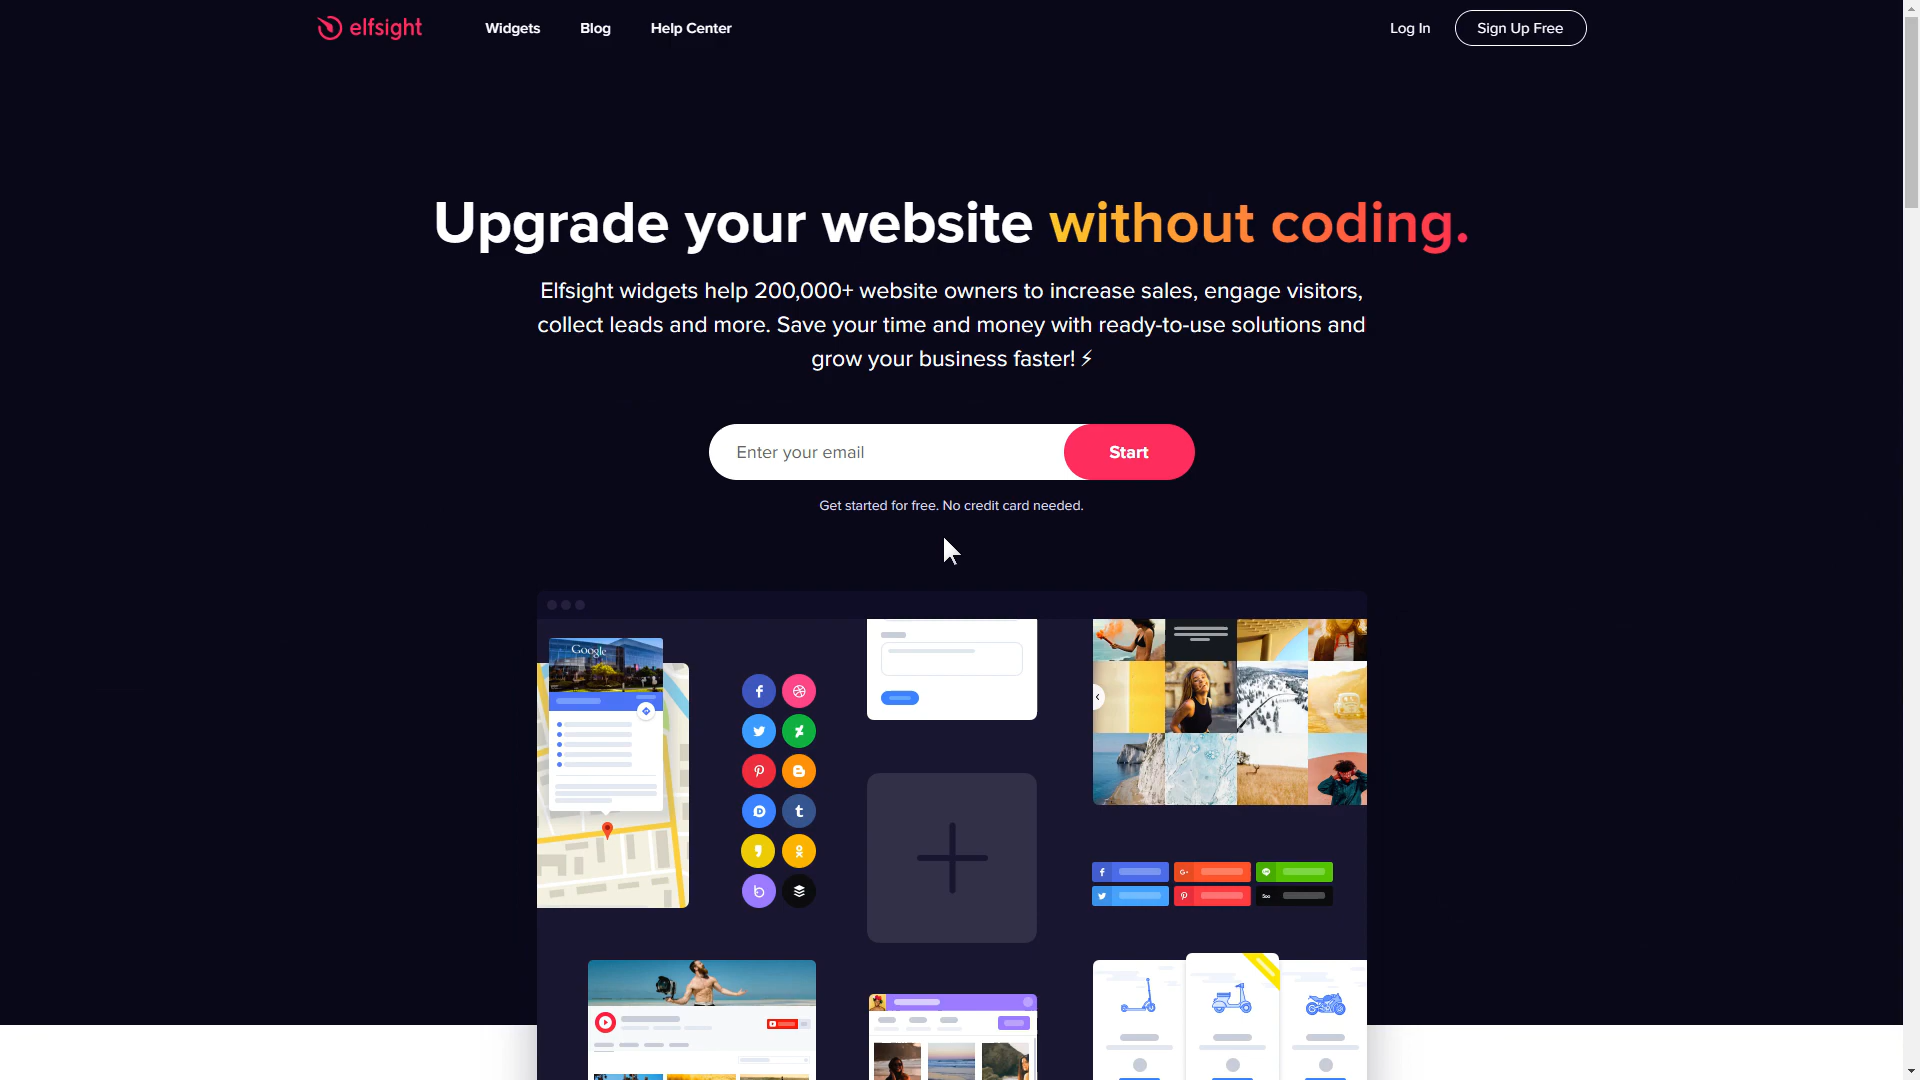 elfsight
Widgets
Blog
Help Center
Log In
Sign Up Free
Upgrade your website without coding.
Elfsight widgets help 200,000+ website owners to increase sales, engage visitors,
collect leads and more. Save your time and money with ready-to-use solutions and
grow your business faster! ⚡
Enter your email
Start
Get started for free. No credit card needed.
Google